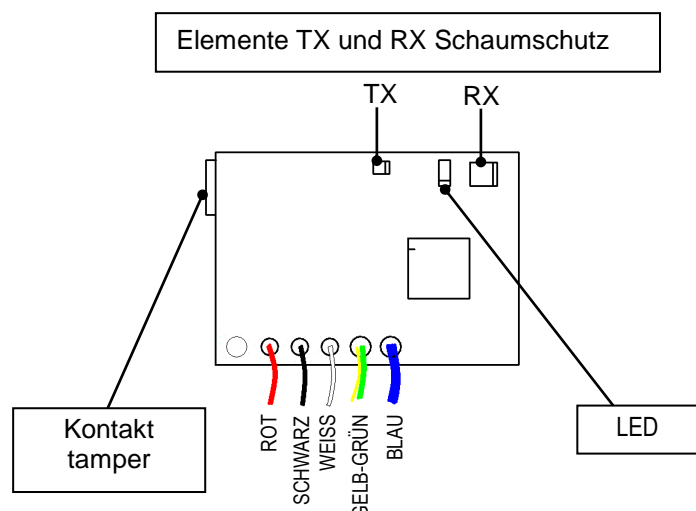 Elemente TX und RX Schaumschutz
TX
RX
Kontakt
tamper
ROT
SCHWARZ
WEISS
GELB-GRÜN
BLAU
LED